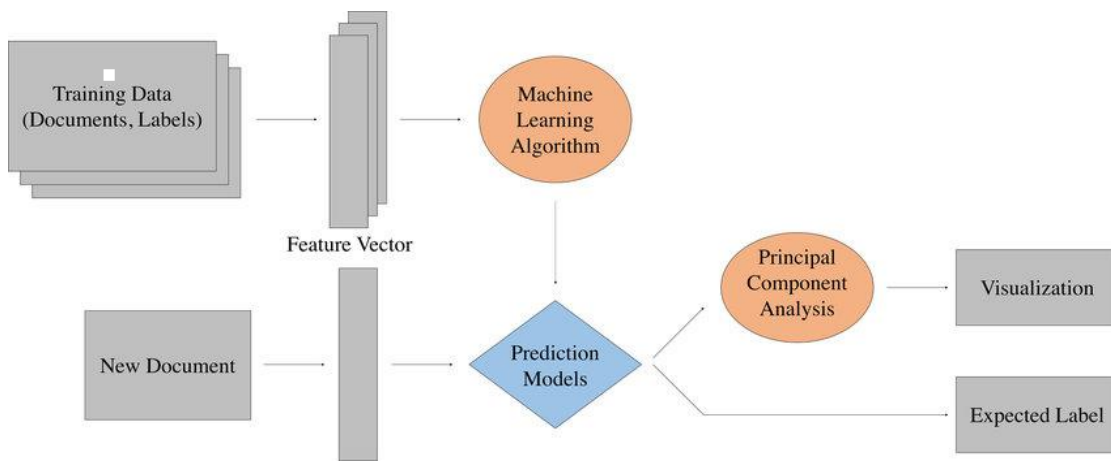 Training Data
(Documents, Labels)
Machine
Learning
Algorithm
Feature Vector
Principal
Component
Analysis
Visualization
New Document
Prediction
Models
Expected Label